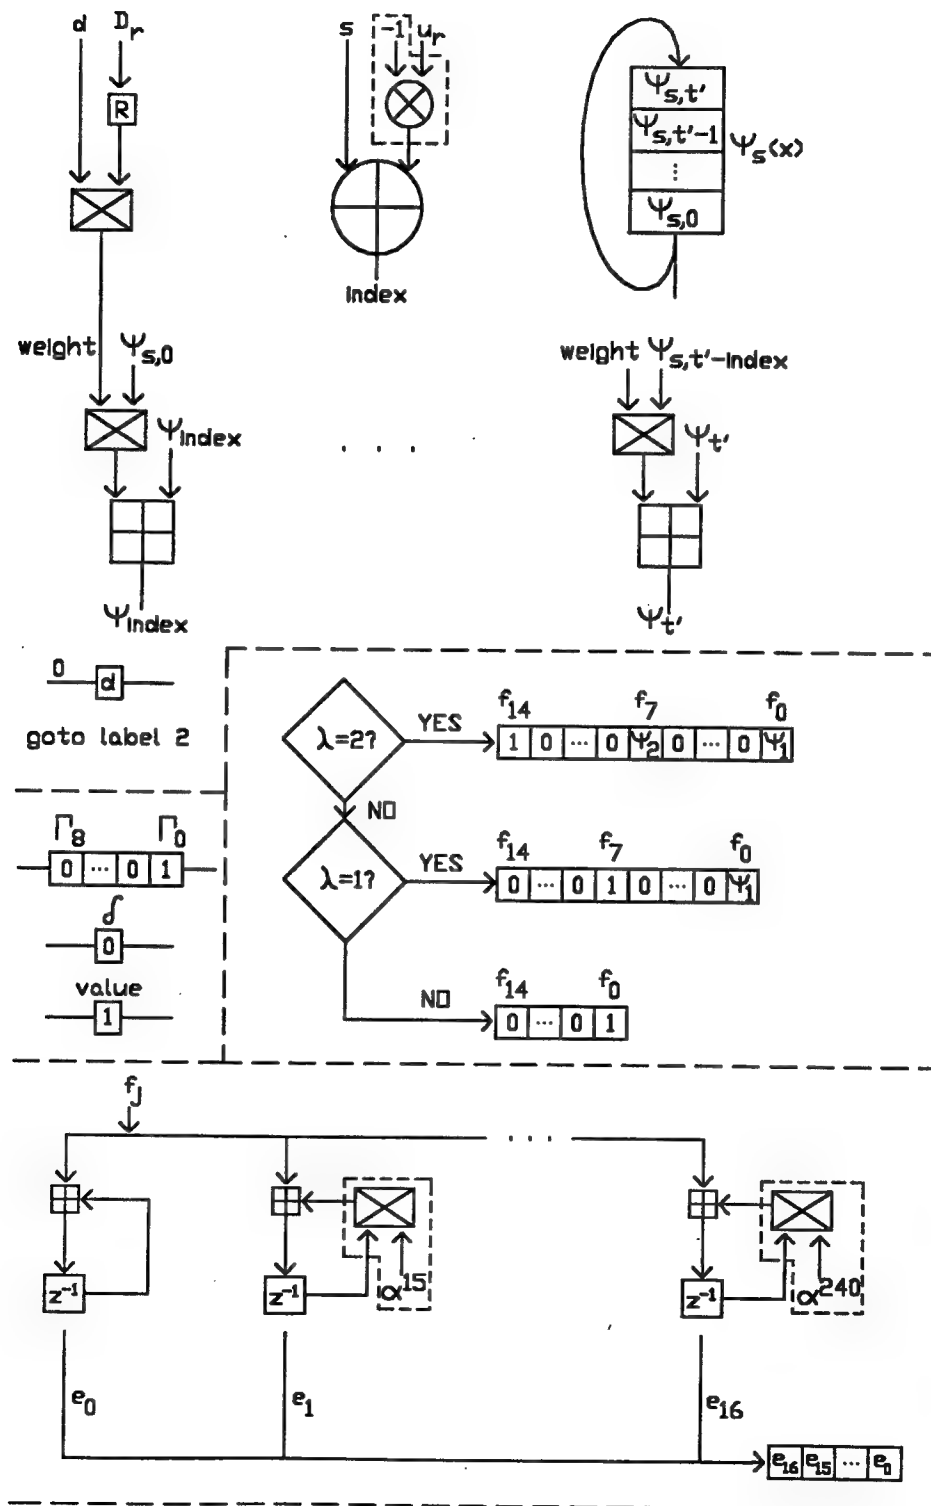 d D_r
s -1 u_r
R
ψ_s,t'
ψ_s,t'-1
ψ_s(x)
⋮
ψ_s,0
index
weight ψ_s,0
weight ψ_s,t'-index
ψ_index
. . .
ψ_t'
ψ_index
ψ_t'
0 d
goto label 2
λ=2? YES
f_14 f_7 f_0
1 0 ... 0 ψ_2 0 ... 0 ψ_1
NO
Γ_8 Γ_0
0 ... 0 1
λ=1? YES
f_14 f_7 f_0
0 ... 0 1 0 ... 0 ψ_1
δ
0
value
1
NO
f_14 f_0
0 ... 0 1
f_j
. . . .
z⁻¹
z⁻¹ α¹⁵
z⁻¹ α²⁴⁰
e_0 e_1 e_16
e_16 e_15 ... e_0